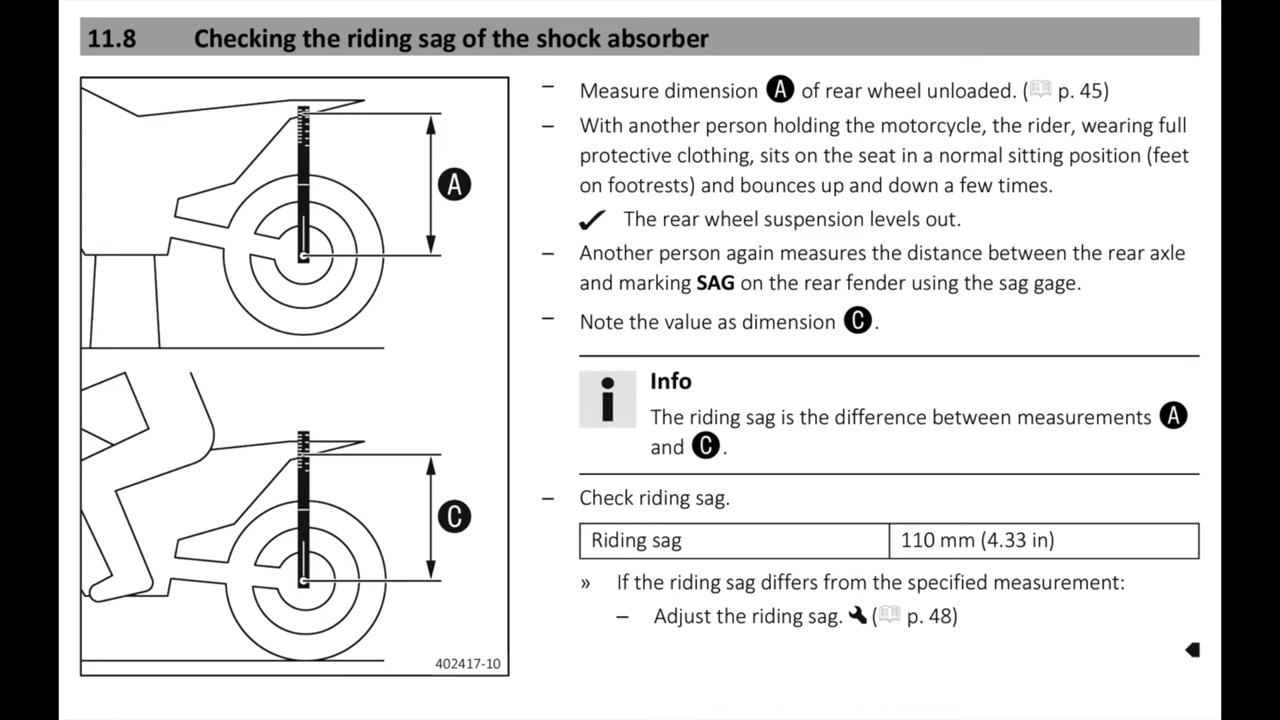 11.8 Checking the riding sag of the shock absorber
A
C
402417-10
– Measure dimension A of rear wheel unloaded. ( p. 45)
– With another person holding the motorcycle, the rider, wearing full
protective clothing, sits on the seat in a normal sitting position (feet
on footrests) and bounces up and down a few times.
✓ The rear wheel suspension levels out.
– Another person again measures the distance between the rear axle
and marking SAG on the rear fender using the sag gage.
– Note the value as dimension C.
i Info
The riding sag is the difference between measurements A
and C.
– Check riding sag.
Riding sag 110 mm (4.33 in)
» If the riding sag differs from the specified measurement:
– Adjust the riding sag. ( p. 48)